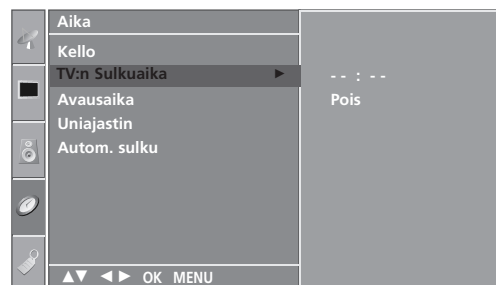 Aika
Kello
TV:n Sulkuaika ► - - : - -
Avausaika Pois
Uniajastin
Autom. sulku
▲▼ ◄► OK MENU